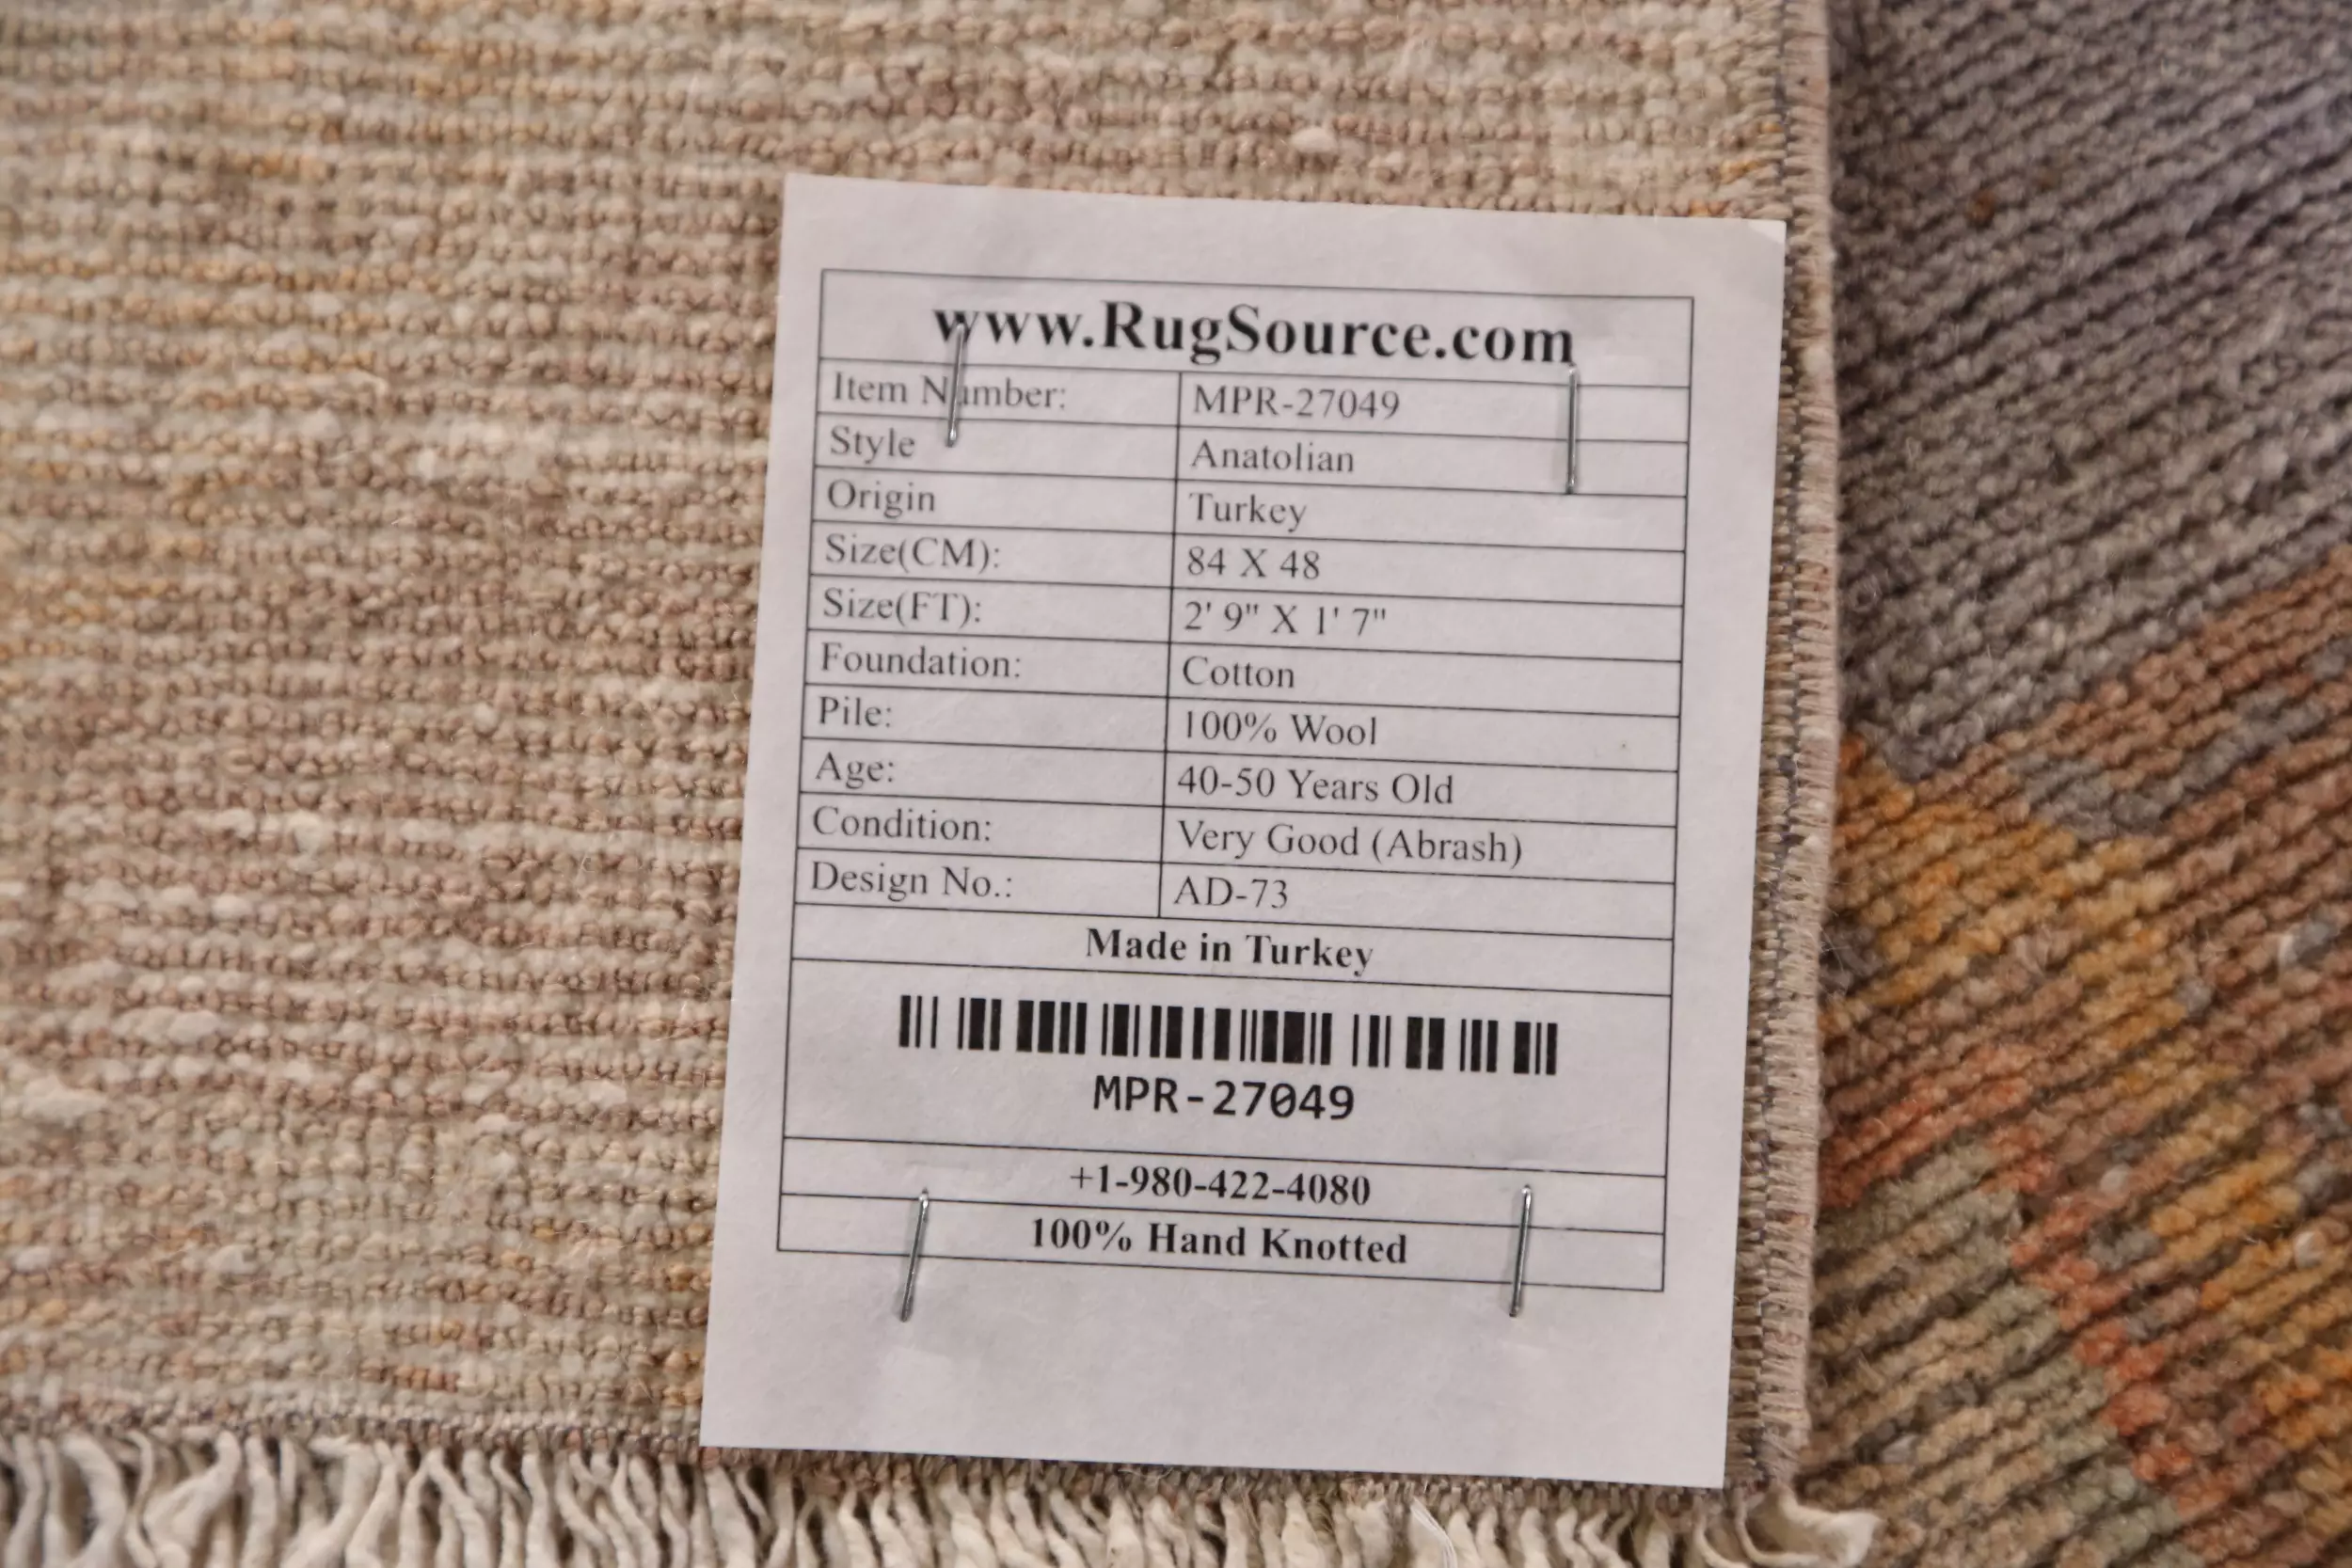 www.RugSource.com
Item Number: MPR-27049
Style Anatolian
Origin Turkey
Size(CM): 84 X 48
Size(FT): 2' 9" X 1' 7"
Foundation: Cotton
Pile: 100% Wool
Age: 40-50 Years Old
Condition: Very Good (Abrash)
Design No.: AD-73
Made in Turkey
MPR-27049
+1-980-422-4080
100% Hand Knotted